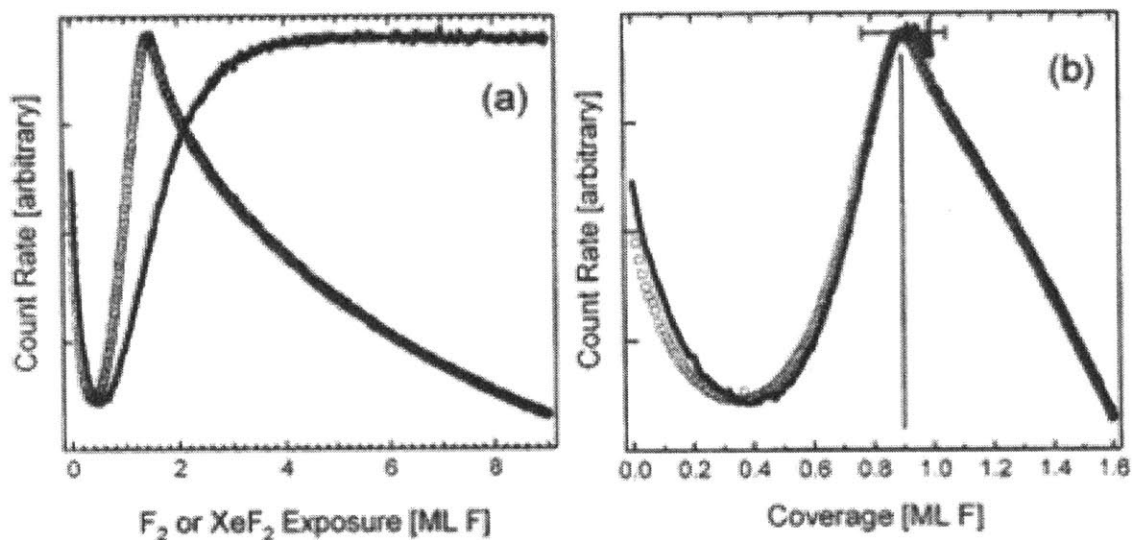 (a)
Count Rate [arbitrary]
0 2 4 6 8
F₂ or XeF₂ Exposure [ML F]
(b)
Count Rate [arbitrary]
0.0 0.2 0.4 0.6 0.8 1.0 1.2 1.4 1.6
Coverage [ML F]